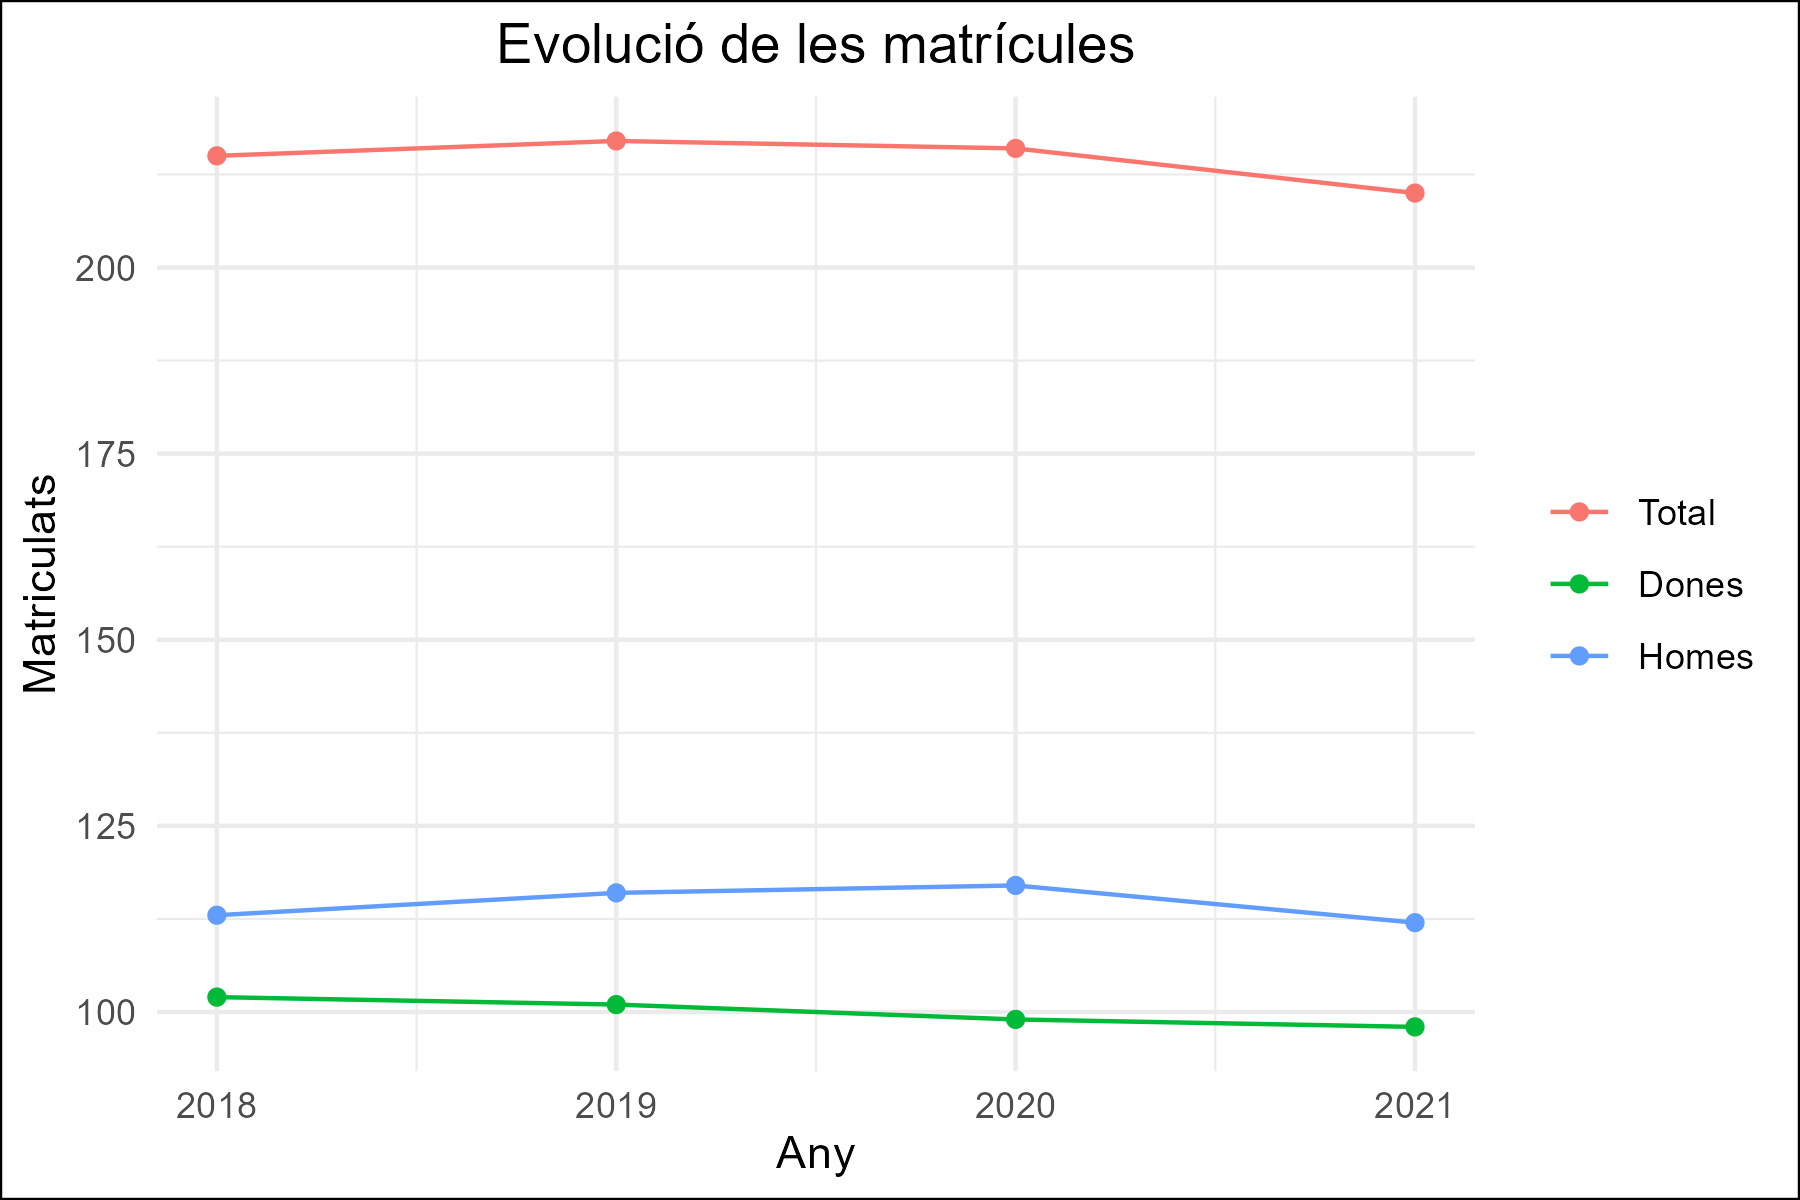 Evolució de les matrícules
Matriculats
200
175
150
125
100
2018 2019 2020 2021
Any
Total
Dones
Homes